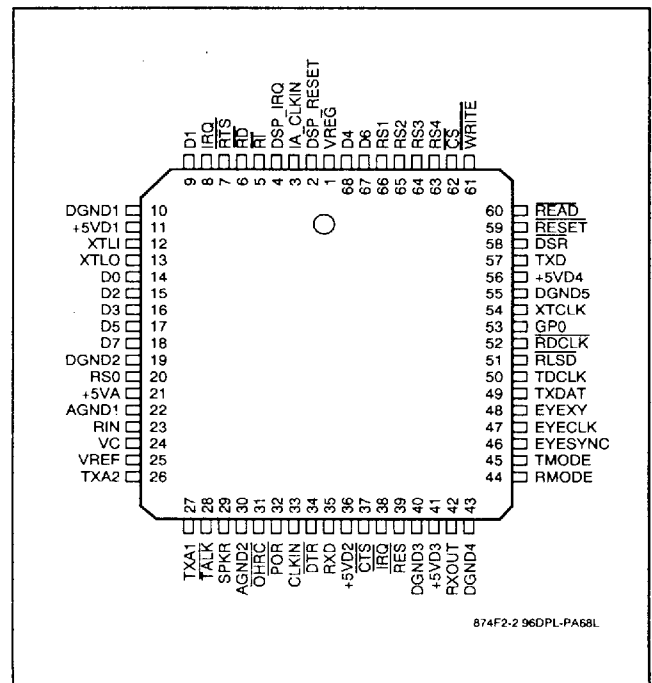 D1 9
IRQ 8
RTS 7
RD 6
RI 5
DSP_IRQ 4
IA_CLKIN 3
DSP_RESET 2
VREG 1
D4 68
D6 67
RS1 66
RS2 65
RS3 64
RS4 63
CS 62
WRITE 61
DGND1 10
+5VD1 11
XTLI 12
XTLO 13
D0 14
D2 15
D3 16
D5 17
D7 18
DGND2 19
RS0 20
+5VA 21
AGND1 22
RIN 23
VC 24
VREF 25
TXA2 26
60 READ
59 RESET
58 DSR
57 TXD
56 +5VD4
55 DGND5
54 XTCLK
53 GP0
52 RDCLK
51 RLSD
50 TDCLK
49 TXDAT
48 EYEXY
47 EYECLK
46 EYESYNC
45 TMODE
44 RMODE
27 TXA1
28 TALK
29 SPKR
30 AGND2
31 OHRC
32 POR
33 CLKIN
34 DTR
35 RXD
36 +5VD2
37 CTS
38 IRQ
39 RES
40 DGND3
41 +5VD3
42 RXOUT
43 DGND4
874F2-2 96DPL-PA68L